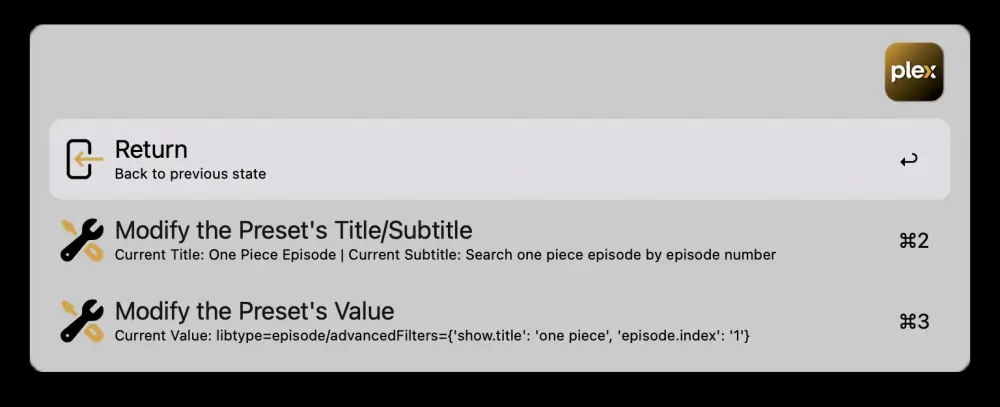 plex
Return
Back to previous state
↩
Modify the Preset's Title/Subtitle
Current Title: One Piece Episode | Current Subtitle: Search one piece episode by episode number
⌘2
Modify the Preset's Value
Current Value: libtype=episode/advancedFilters={'show.title': 'one piece', 'episode.index': '1'}
⌘3